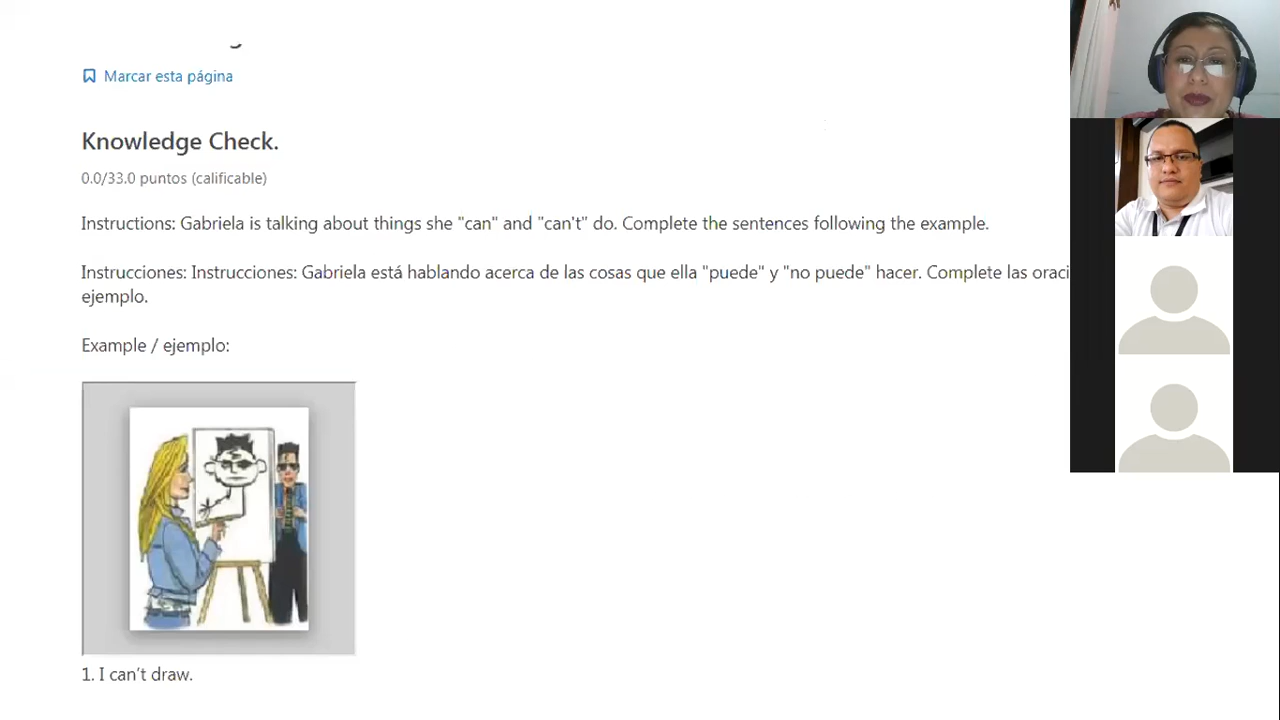 Marcar esta página
Knowledge Check.
0.0/33.0 puntos (calificable)
Instructions: Gabriela is talking about things she "can" and "can't" do. Complete the sentences following the example.
Instrucciones: Instrucciones: Gabriela está hablando acerca de las cosas que ella "puede" y "no puede" hacer. Complete las oraci
ejemplo.
Example / ejemplo:
1. I can't draw.